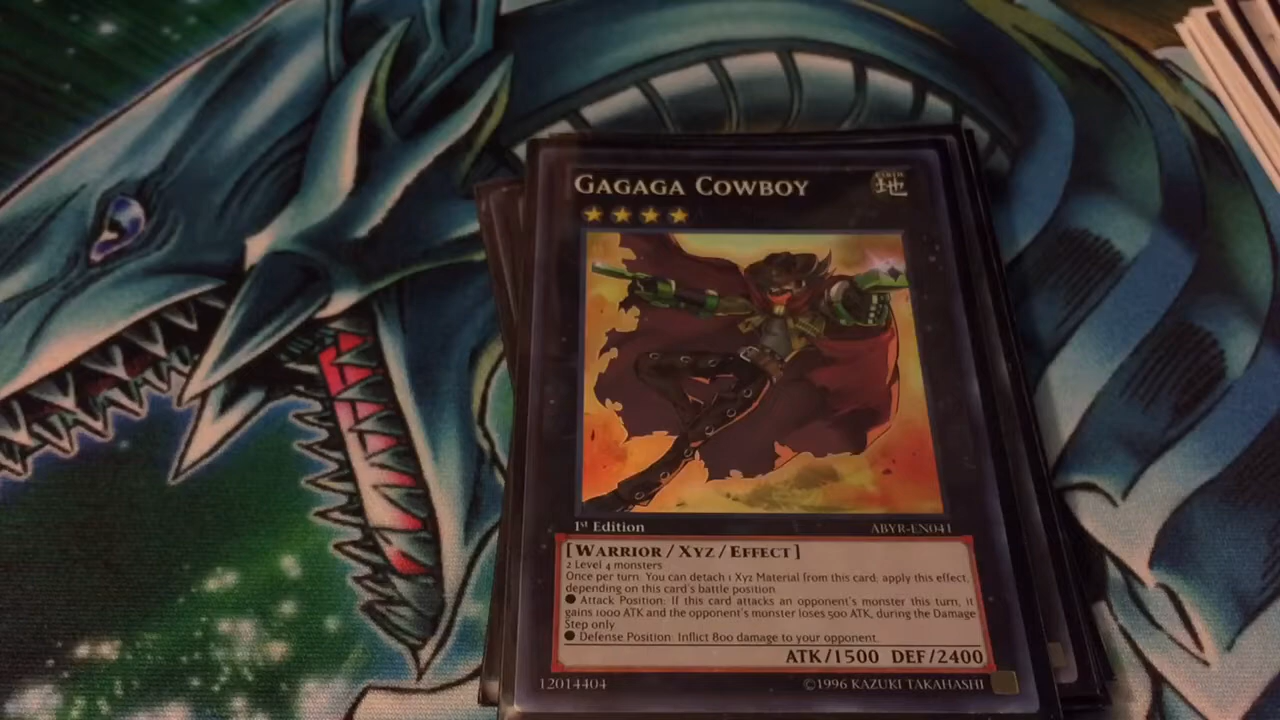 GAGAGA COWBOY
EARTH
地
1st Edition
ABYR-EN041
[WARRIOR/XYZ/EFFECT]
2 Level 4 monsters
Once per turn: You can detach 1 Xyz Material from this card; apply this effect,
depending on this card's battle position.
● Attack Position: If this card attacks an opponent's monster this turn, it
gains 1000 ATK and the opponent's monster loses 500 ATK, during the Damage
Step only.
● Defense Position: Inflict 800 damage to your opponent.
ATK/1500 DEF/2400
12014404
©1996 KAZUKI TAKAHASHI